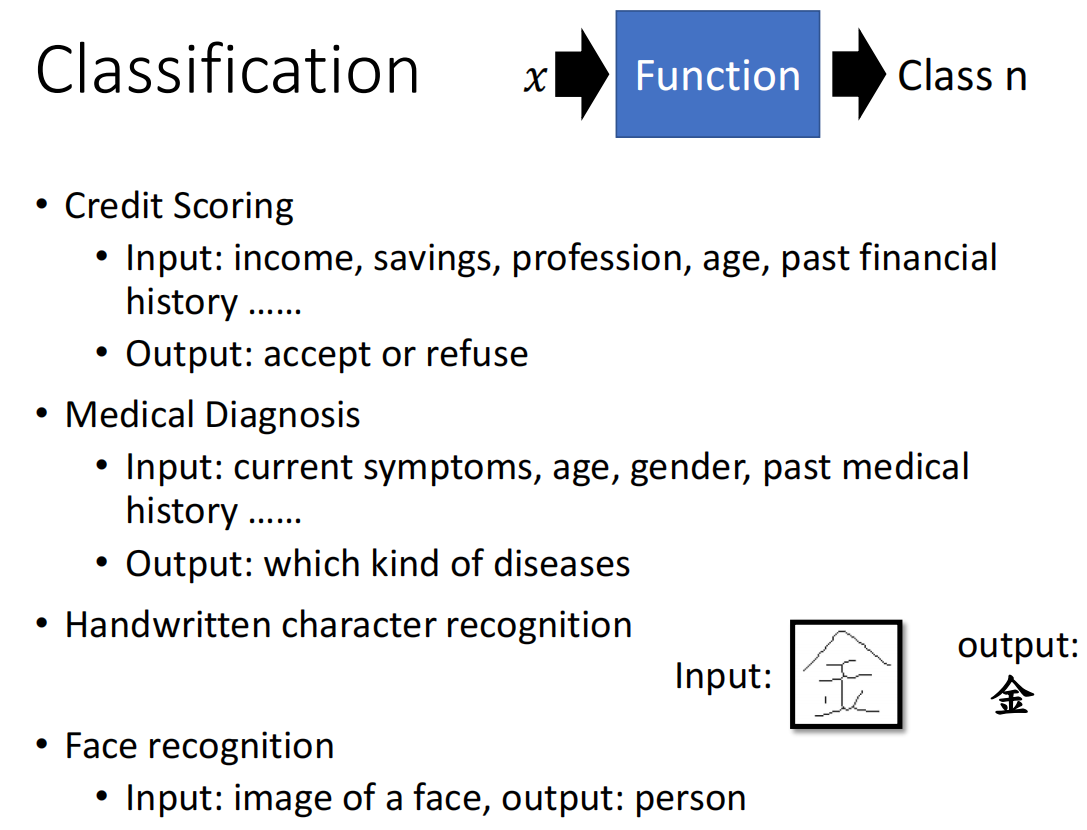 Classification
x Function Class n
• Credit Scoring
• Input: income, savings, profession, age, past financial
history ......
• Output: accept or refuse
• Medical Diagnosis
• Input: current symptoms, age, gender, past medical
history ......
• Output: which kind of diseases
• Handwritten character recognition
Input: 金
output:
金
• Face recognition
• Input: image of a face, output: person